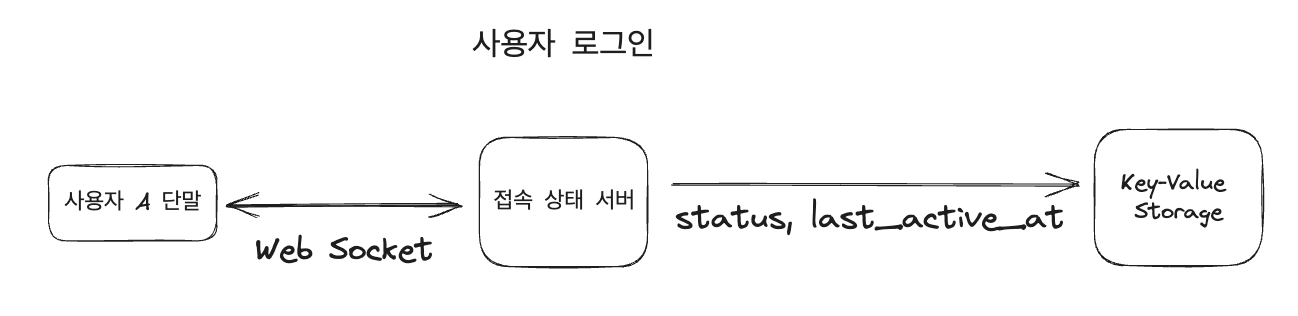 사용자 로그인
사용자 A 단말
Web Socket
접속 상태 서버
status, last_active_at
Key-Value
Storage